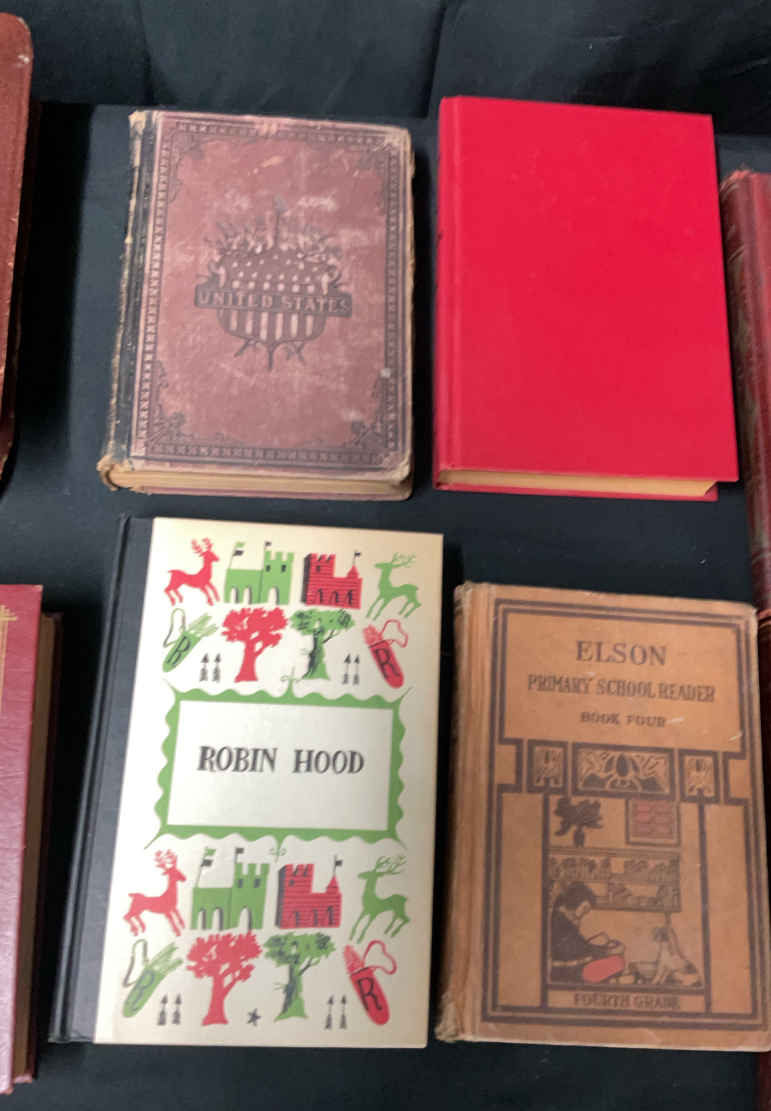 UNITED STATES
ROBIN HOOD
R
R
R
R
ELSON
PRIMARY SCHOOL READER
BOOK FOUR
FOURTH GRADE